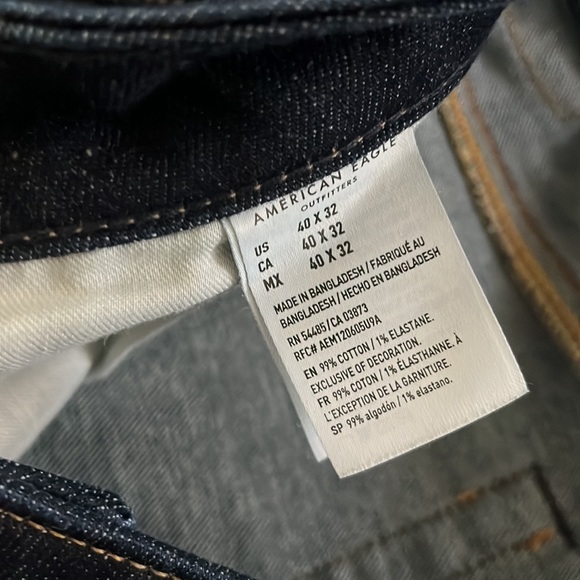 AMERICAN EAGLE
OUTFITTERS
US 40 X 32
CA 40 X 32
MX 40 X 32
MADE IN BANGLADESH / FABRIQUÉ AU
BANGLADESH / HECHO EN BANGLADESH
RN 54485 / CA 03873
RFC# AEM120605U9A
EN 99% COTTON / 1% ELASTANE.
EXCLUSIVE OF DECORATION.
FR 99% COTON / 1% ÉLASTHANNE. À
L'EXCEPTION DE LA GARNITURE.
SP 99% algodón / 1% elastano.